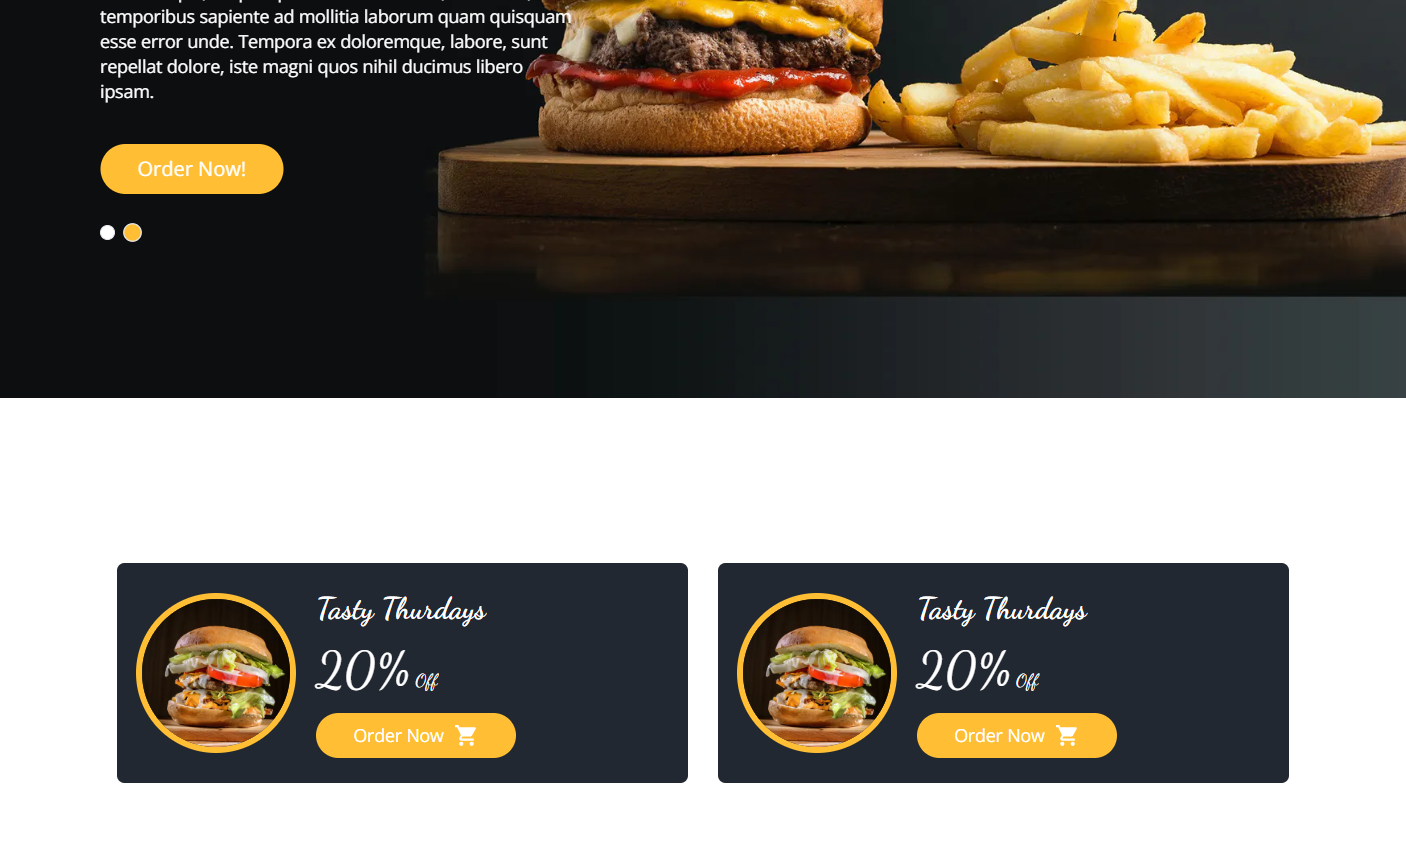 temporibus sapiente ad mollitia laborum quam quisquam
esse error unde. Tempora ex doloremque, labore, sunt
repellat dolore, iste magni quos nihil ducimus libero
ipsam.
Order Now!
Tasty Thurdays
20% Off
Order Now
Tasty Thurdays
20% Off
Order Now